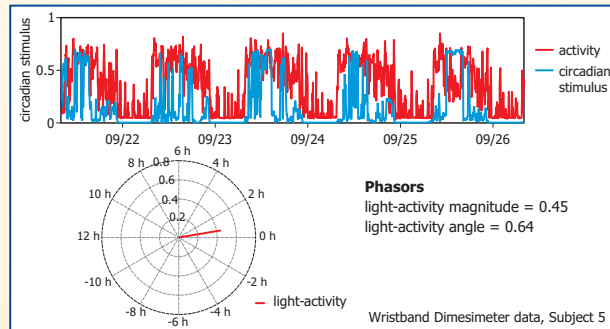 1
0.5
0
circadian stimulus
activity
circadian
stimulus
09/22
09/23
09/24
09/25
09/26
6 h
8 h
4 h
10 h
2 h
12 h
0 h
-10 h
-2 h
-8 h
-4 h
-6 h
0.8
0.6
0.4
0.2
light-activity
Phasors
light-activity magnitude = 0.45
light-activity angle = 0.64
Wristband Dimesimeter data, Subject 5